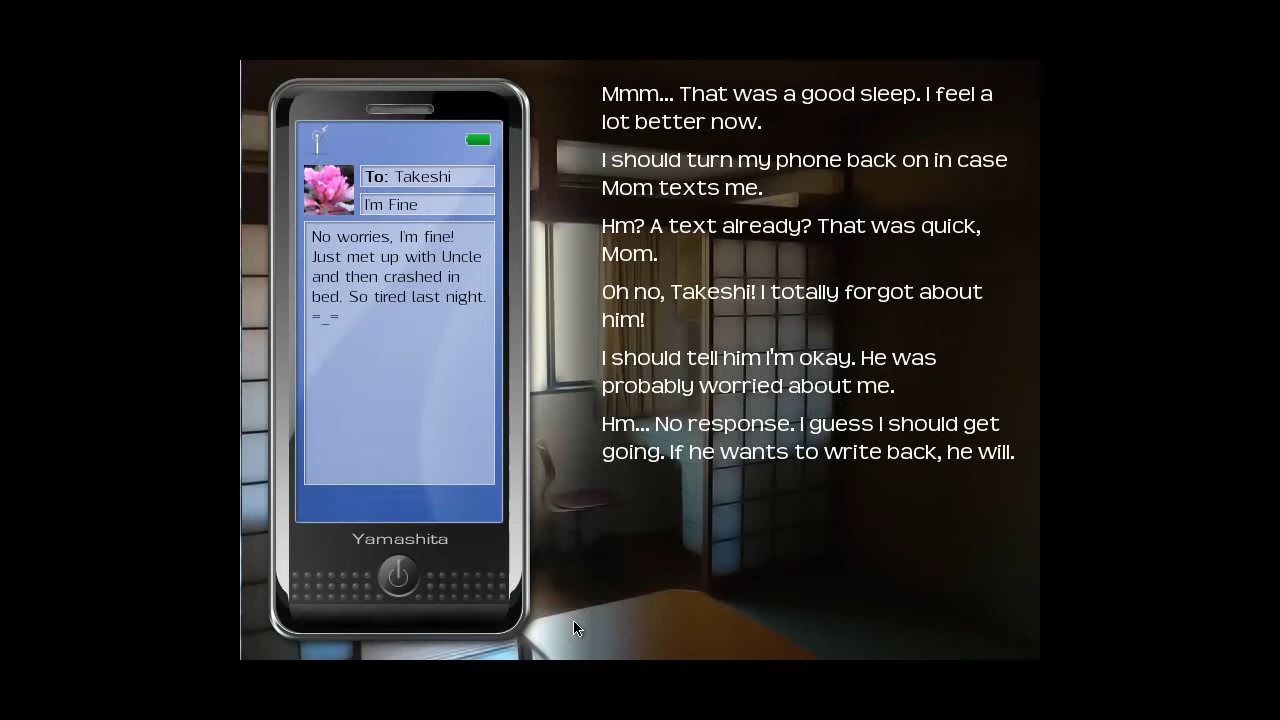 To: Takeshi
I'm Fine
No worries, I'm fine!
Just met up with Uncle
and then crashed in
bed. So tired last night.
=_=
Yamashita
Mmm... That was a good sleep. I feel a
lot better now.
I should turn my phone back on in case
Mom texts me.
Hm? A text already? That was quick,
Mom.
Oh no, Takeshi! I totally forgot about
him!
I should tell him I'm okay. He was
probably worried about me.
Hm... No response. I guess I should get
going. If he wants to write back, he will.